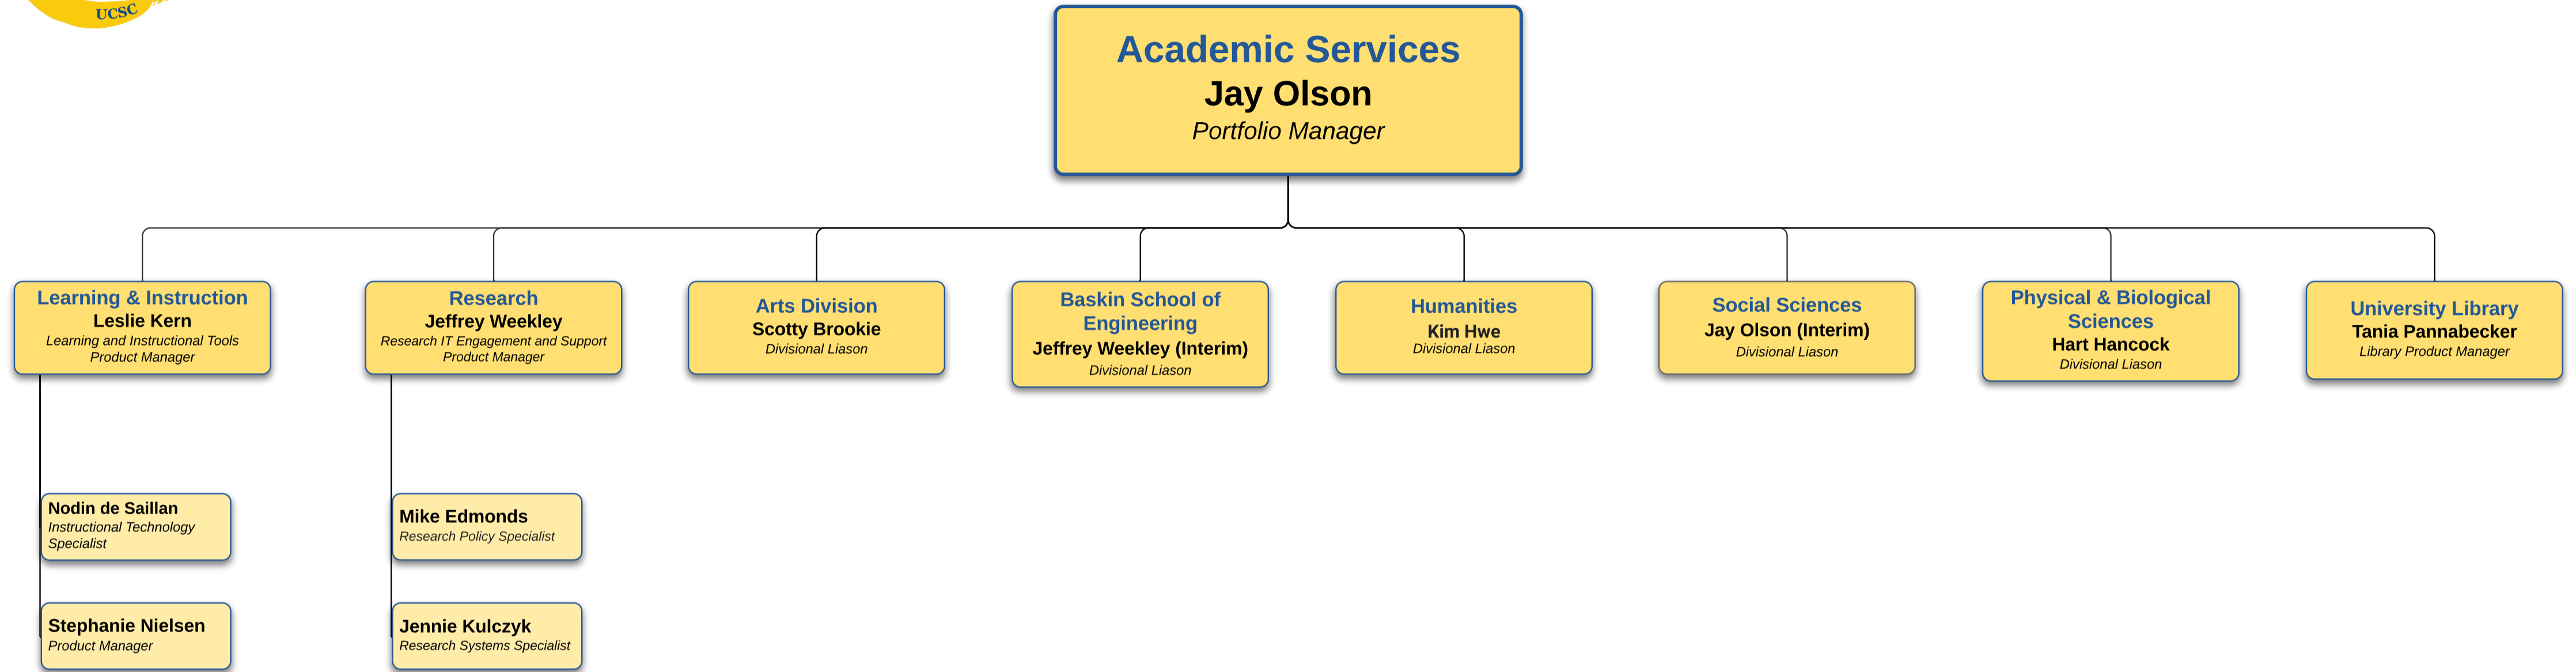 UCSC
Academic Services
Jay Olson
Portfolio Manager
Learning & Instruction
Leslie Kern
Learning and Instructional Tools
Product Manager
Research
Jeffrey Weekley
Research IT Engagement and Support
Product Manager
Arts Division
Scotty Brookie
Divisional Liason
Baskin School of
Engineering
Jeffrey Weekley (Interim)
Divisional Liason
Humanities
Kim Hwe
Divisional Liason
Social Sciences
Jay Olson (Interim)
Divisional Liason
Physical & Biological
Sciences
Hart Hancock
Divisional Liason
University Library
Tania Pannabecker
Library Product Manager
Nodin de Saillan
Instructional Technology
Specialist
Mike Edmonds
Research Policy Specialist
Stephanie Nielsen
Product Manager
Jennie Kulczyk
Research Systems Specialist